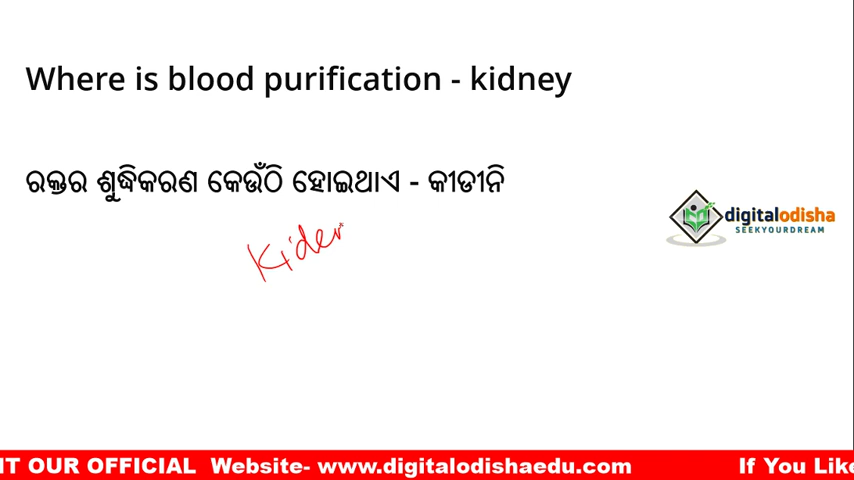 Where is blood purification - kidney
ରକ୍ତର ଶୁଦ୍ଧିକରଣ କେଉଁଠି ହୋଇଥାଏ - କୀଡୀନି
Kider
digitalodisha
SEEKYOURDREAM
IT OUR OFFICIAL Website- www.digitalodishaedu.com If You Like